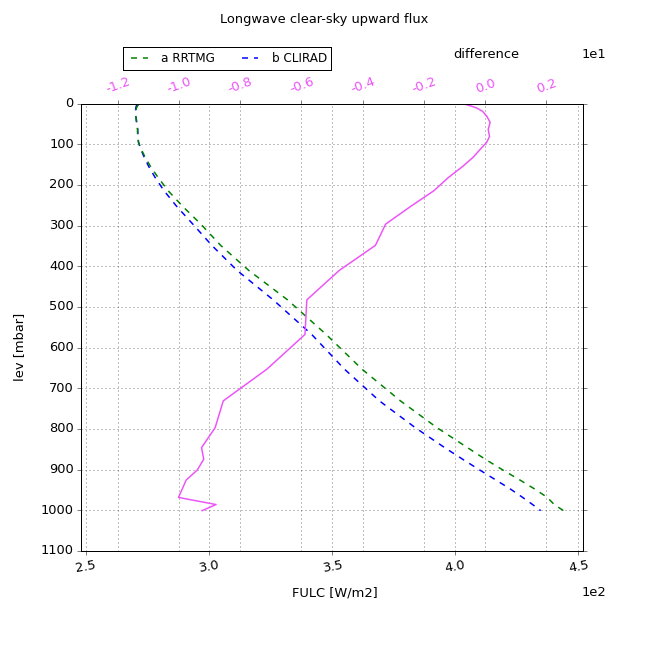 Longwave clear-sky upward flux
a RRTMG b CLIRAD
difference 1e1
-1.2 -1.0 -0.8 -0.6 -0.4 -0.2 0.0 0.2
0
100
200
300
400
500
600
700
800
900
1000
1100
lev [mbar]
2.5 3.0 3.5 4.0 4.5
FULC [W/m2] 1e2